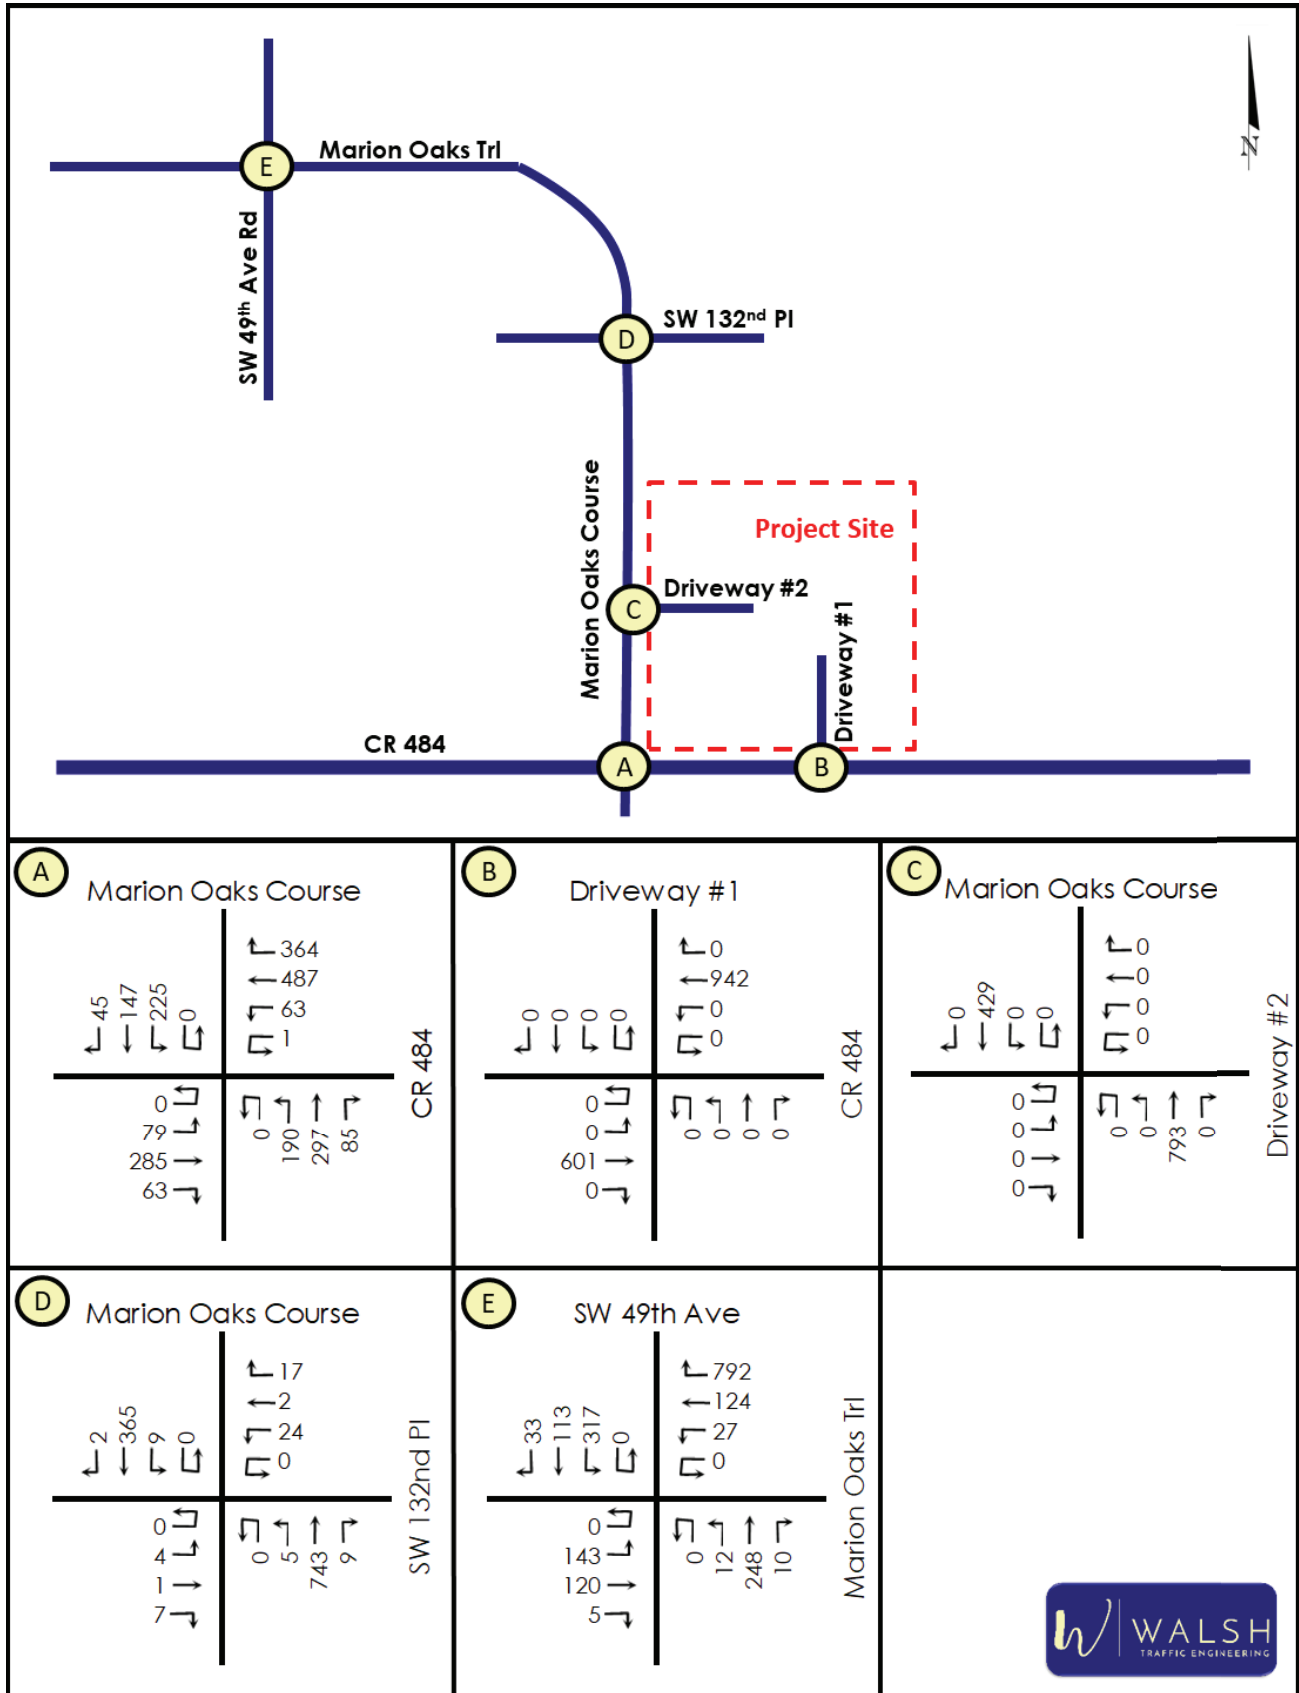 N
Marion Oaks Trl
E
SW 49th Ave Rd
SW 132nd Pl
D
Marion Oaks Course
Project Site
Driveway #2
C
Driveway #1
CR 484
A
B
A
Marion Oaks Course
364
487
63
1
45
147
225
0
0
79
285
63
0
190
297
85
CR 484
B
Driveway #1
0
942
0
0
0
0
0
0
0
0
601
0
0
0
0
0
CR 484
C
Marion Oaks Course
0
0
0
0
0
429
0
0
0
0
0
0
0
0
793
0
Driveway #2
D
Marion Oaks Course
17
2
24
0
2
365
9
0
0
4
1
7
0
5
743
9
SW 132nd Pl
E
SW 49th Ave
792
124
27
0
33
113
317
0
0
143
120
5
0
12
248
10
Marion Oaks Trl
W WALSH
TRAFFIC ENGINEERING